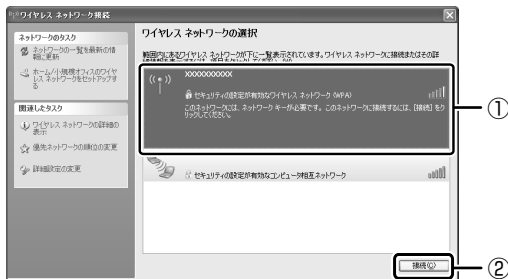 ワイヤレス ネットワーク接続
ネットワークのタスク
ネットワークの一覧を最新の情
報に更新
ホーム/小規模オフィスのワイヤ
レス ネットワークをセットアップす
る
関連したタスク
ワイヤレス ネットワークの詳細の
表示
優先ネットワークの順位の変更
詳細設定の変更
ワイヤレス ネットワークの選択
範囲内にあるワイヤレス ネットワークが下に一覧表示されています。ワイヤレス ネットワークに接続またはその詳
XXXXXXXXXX
セキュリティの設定が有効なワイヤレス ネットワーク (WPA)
このネットワークには、ネットワーク キーが必要です。このネットワークに接続するには、[接続] をク
リックしてください。
①
セキュリティの設定が有効なコンピュータ相互ネットワーク
接続(C)
②